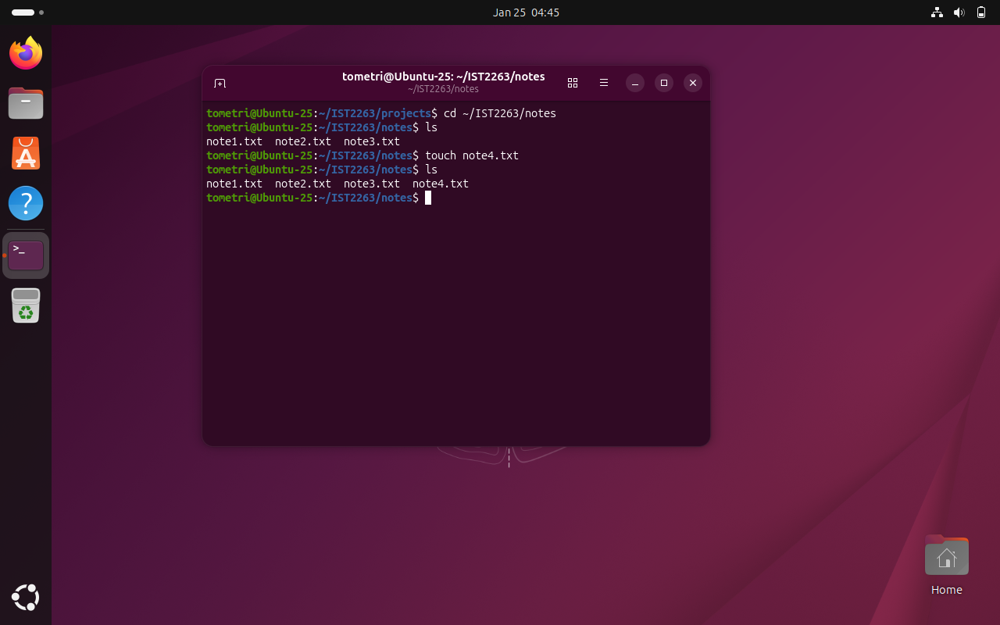 Jan 25 04:45
tometri@Ubuntu-25: ~/IST2263/notes
~/IST2263/notes
tometri@Ubuntu-25:~/IST2263/projects$ cd ~/IST2263/notes
tometri@Ubuntu-25:~/IST2263/notes$ ls
note1.txt  note2.txt  note3.txt
tometri@Ubuntu-25:~/IST2263/notes$ touch note4.txt
tometri@Ubuntu-25:~/IST2263/notes$ ls
note1.txt  note2.txt  note3.txt  note4.txt
tometri@Ubuntu-25:~/IST2263/notes$
Home